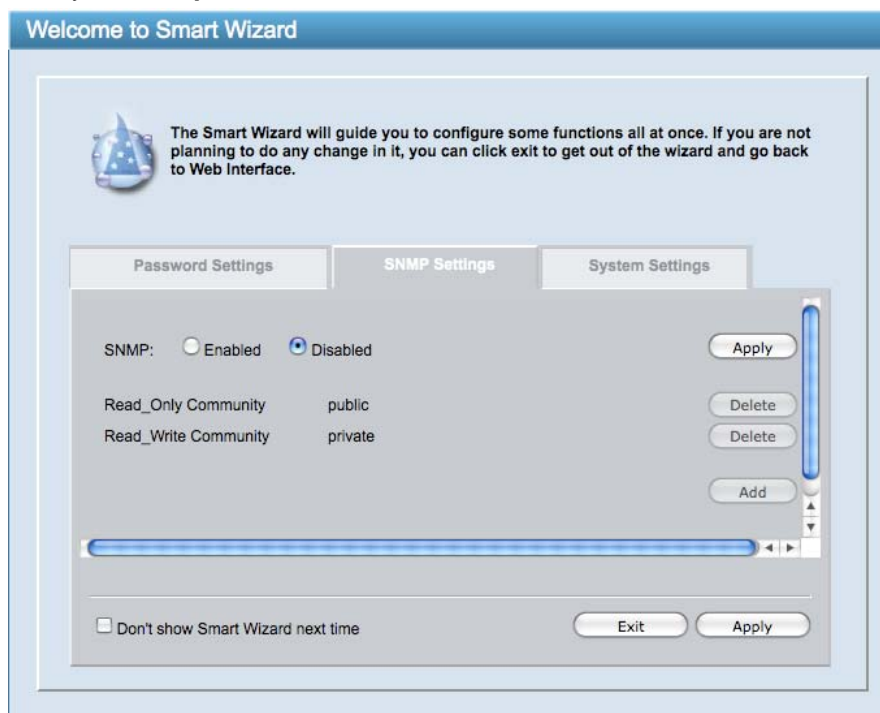 Welcome to Smart Wizard
The Smart Wizard will guide you to configure some functions all at once. If you are not
planning to do any change in it, you can click exit to get out of the wizard and go back
to Web Interface.
Password Settings SNMP Settings System Settings
SNMP: Enabled Disabled Apply
Read_Only Community public Delete
Read_Write Community private Delete
Add
Don't show Smart Wizard next time Exit Apply